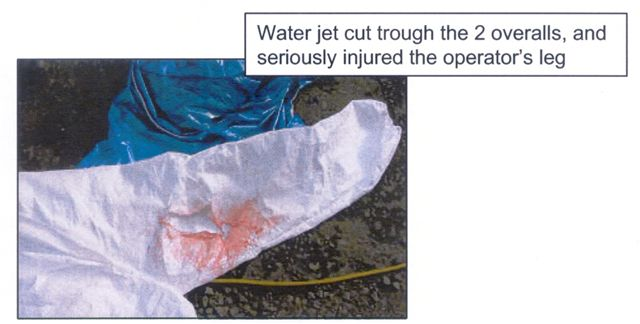 Water jet cut trough the 2 overalls, and
seriously injured the operator's leg